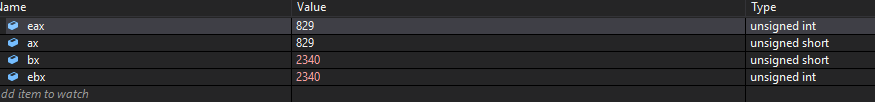 Name Value Type
eax 829 unsigned int
ax 829 unsigned short
bx 2340 unsigned short
ebx 2340 unsigned int
dd item to watch